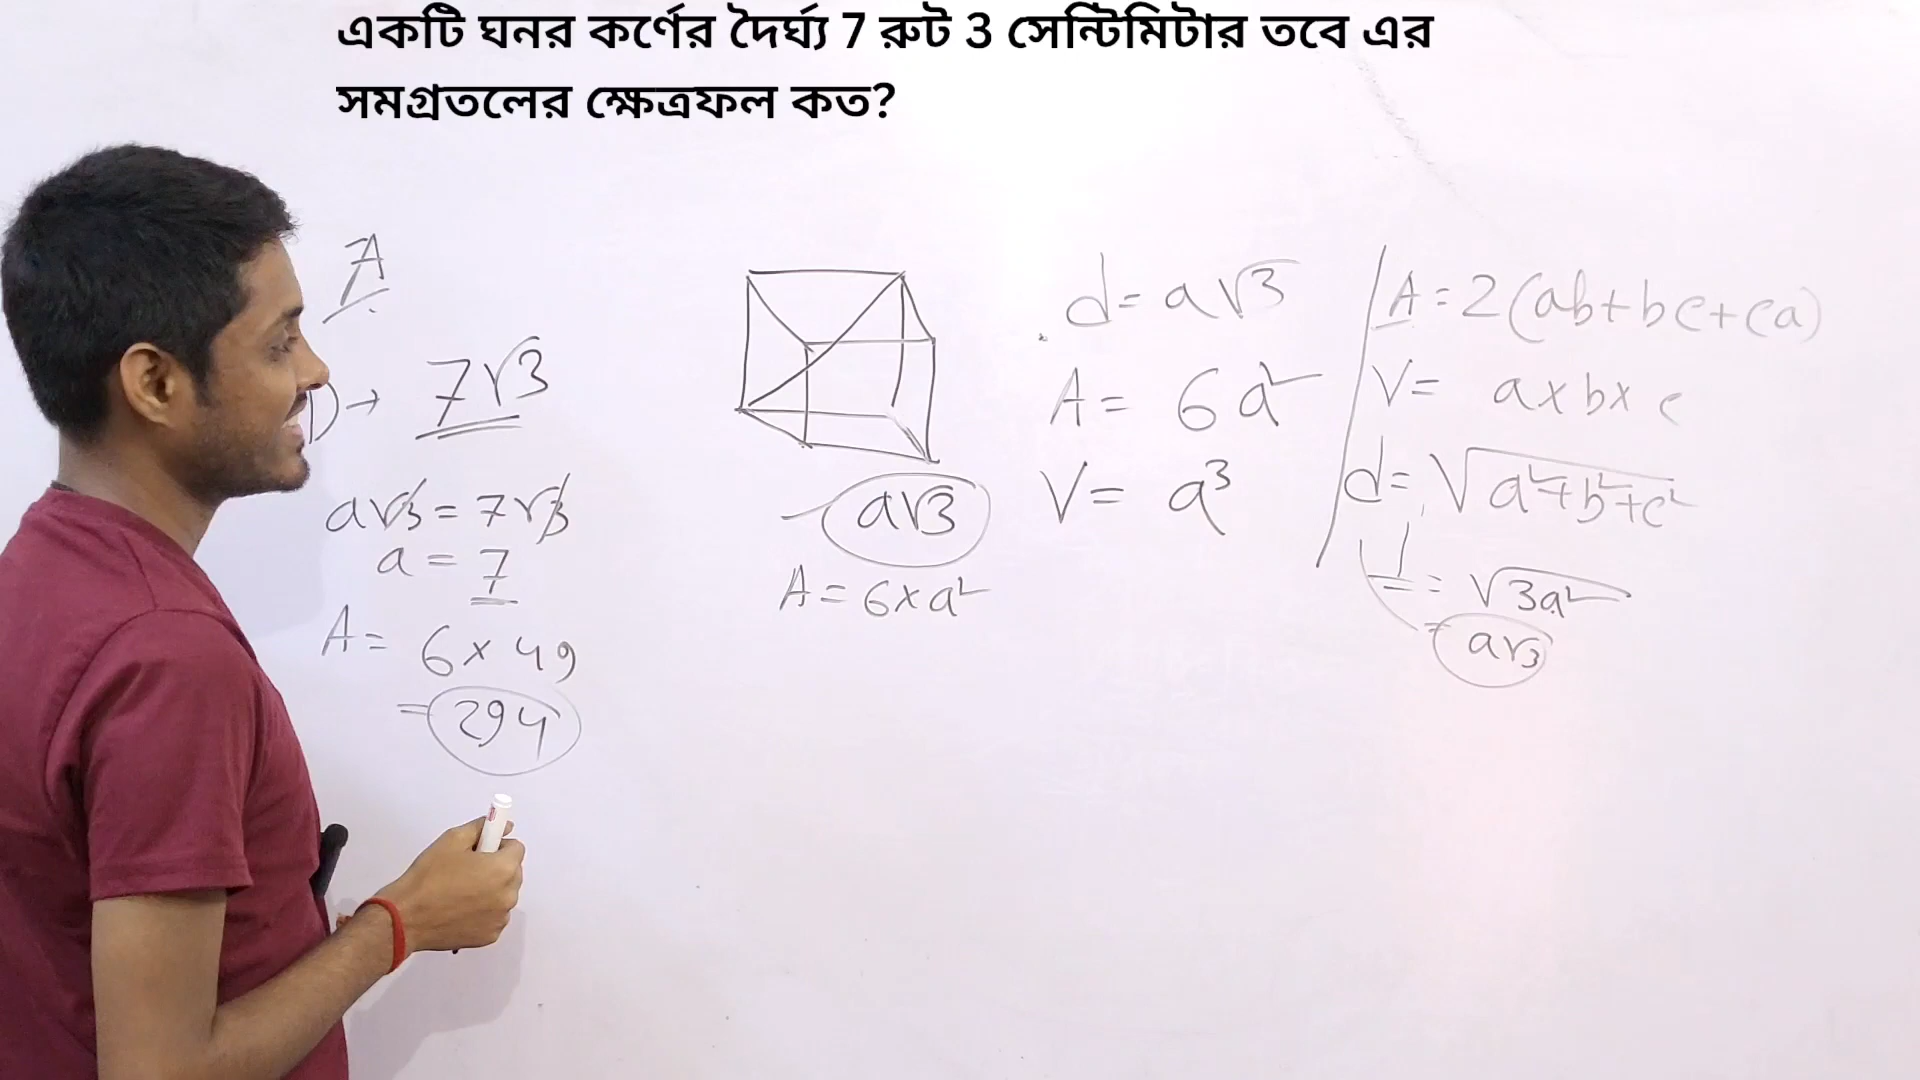 একটি ঘনর কর্ণের দৈর্ঘ্য 7 রুট 3 সেন্টিমিটার তবে এর
সমগ্রতলের ক্ষেত্রফল কত?
A
D → 7√3
a√3 = 7√3
a = 7
A = 6 × 49
= 294
a√3
A = 6 × a²
d = a√3
A = 6a²
V = a³
A = 2(ab+bc+ca)
V = a × b × c
d = √a²+b²+c²
= √3a²
= a√3